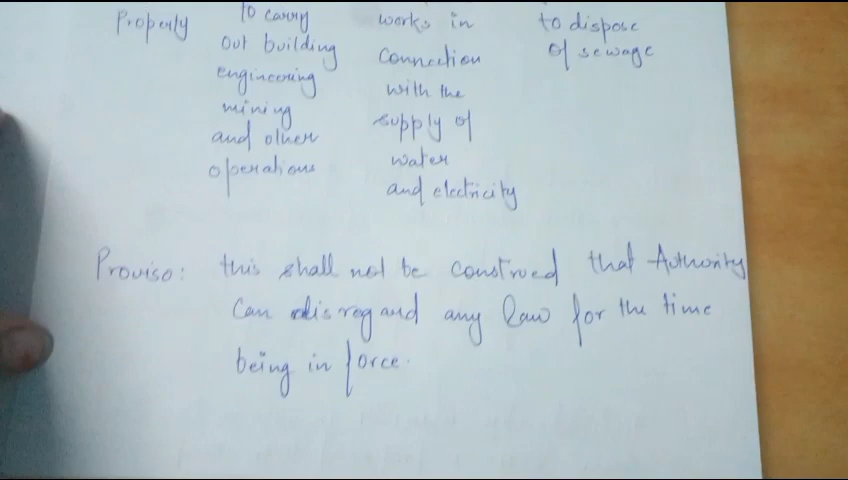 Property
to carry
out building
engineering
mining
and other
operations
works in
connection
with the
supply of
water
and electricity
to dispose
of sewage
Proviso: this shall not be construed that Authority
can disregard any law for the time
being in force.